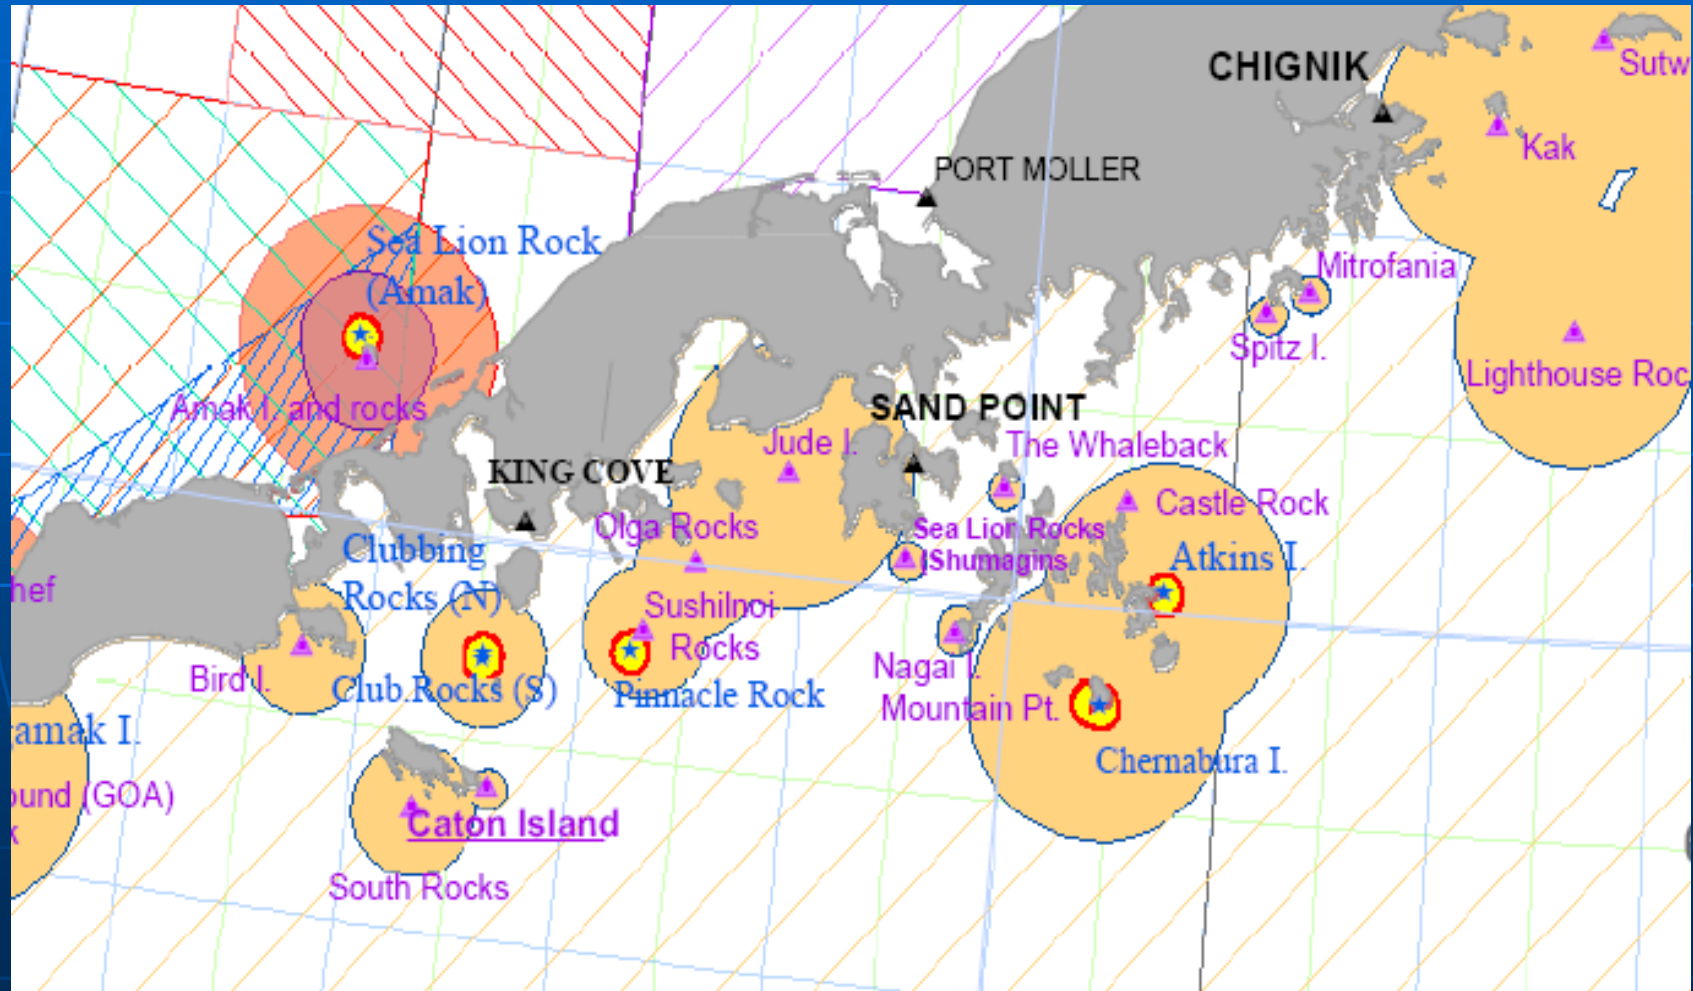 CHIGNIK
Sutw
Kak
PORT MOLLER
Sea Lion Rock
(Amak)
Mitrofania
Spitz I.
Lighthouse Roc
Amak I. and rocks
SAND POINT
Jude I.
The Whaleback
KING COVE
Castle Rock
Olga Rocks
Sea Lion Rocks
(Shumagins
Clubbing
Rocks (N)
Atkins I.
hef
Sushilnoi
Rocks
Bird I.
Club.Rocks (S)
Pinnacle Rock
Nagai I.
Mountain Pt.
amak I.
Chernabura I.
ound (GOA)
k
Caton Island
South Rocks